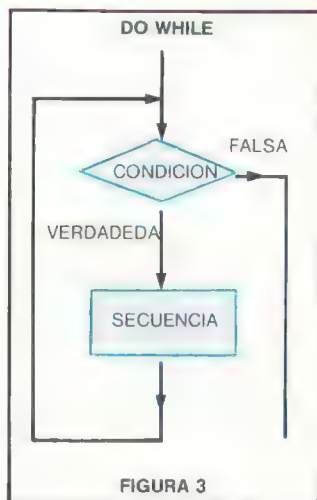 DO WHILE
CONDICION
FALSA
VERDADEDA
SECUENCIA
FIGURA 3